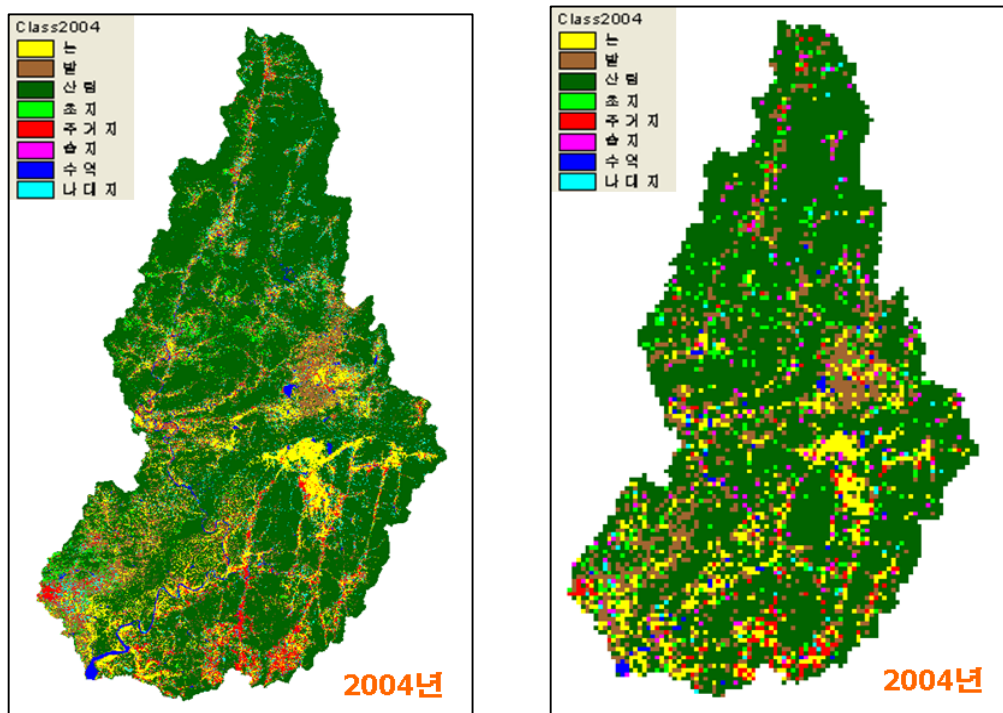 Class2004
논
밭
산 림
초 지
주 거 지
습 지
수 역
나 대 지
2004년
Class2004
논
밭
산 림
초 지
주 거 지
습 지
수 역
나 대 지
2004년